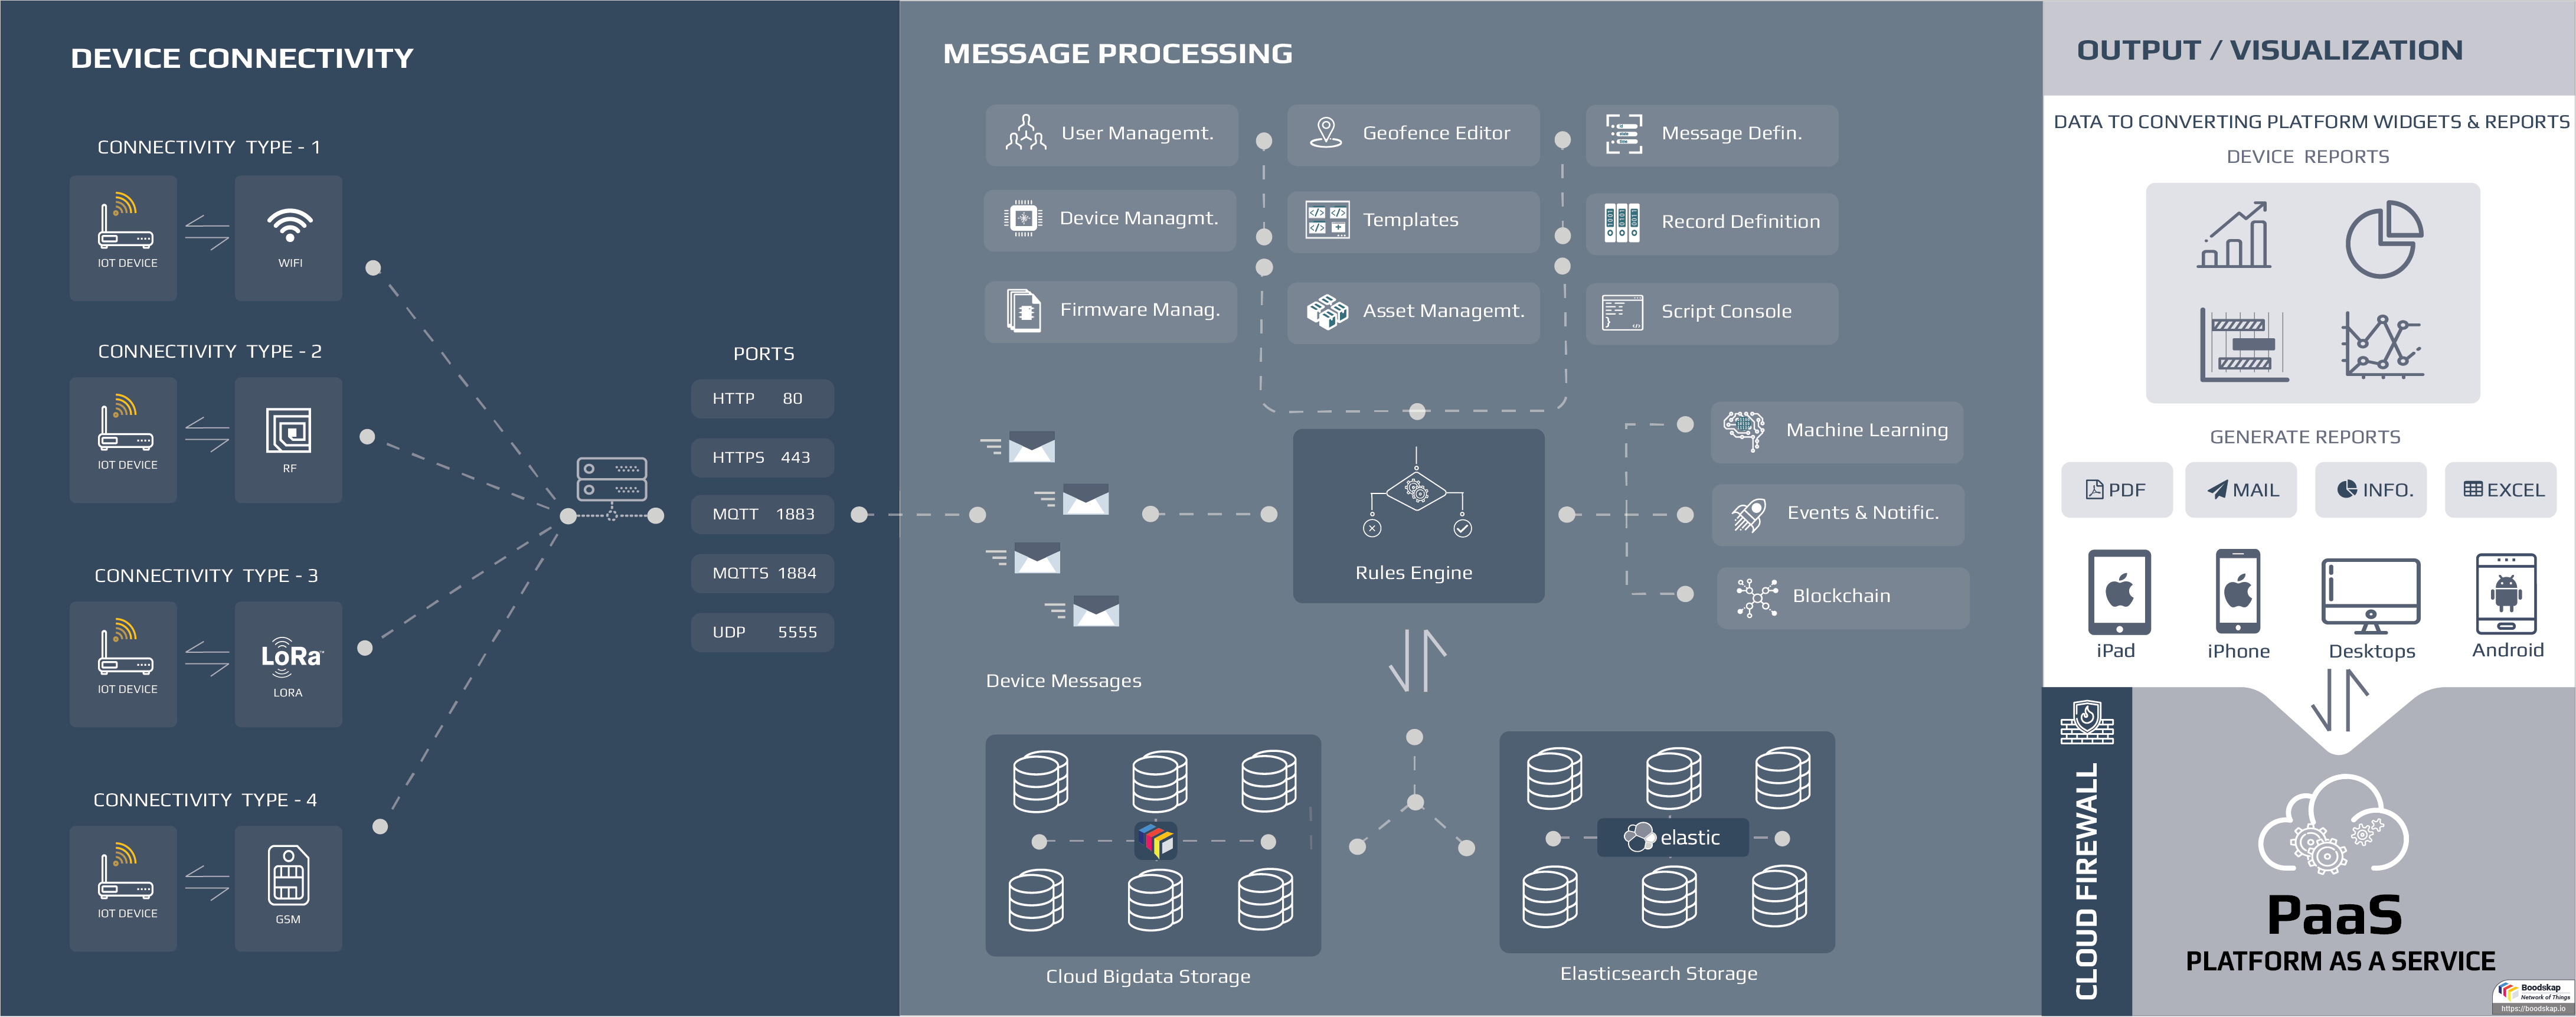 DEVICE CONNECTIVITY
CONNECTIVITY TYPE - 1
IOT DEVICE
WIFI
CONNECTIVITY TYPE - 2
IOT DEVICE
RF
CONNECTIVITY TYPE - 3
IOT DEVICE
LoRa
LORA
CONNECTIVITY TYPE - 4
IOT DEVICE
GSM
PORTS
HTTP 80
HTTPS 443
MQTT 1883
MQTTS 1884
UDP 5555
MESSAGE PROCESSING
User Managemt.
Geofence Editor
Message Defin.
Device Managmt.
Templates
Record Definition
Firmware Manag.
Asset Managemt.
Script Console
Device Messages
Rules Engine
Machine Learning
Events & Notific.
Blockchain
Cloud Bigdata Storage
elastic
Elasticsearch Storage
OUTPUT / VISUALIZATION
DATA TO CONVERTING PLATFORM WIDGETS & REPORTS
DEVICE REPORTS
GENERATE REPORTS
PDF
MAIL
INFO.
EXCEL
iPad
iPhone
Desktops
Android
CLOUD FIREWALL
PaaS
PLATFORM AS A SERVICE
Boodskap
Network of Things
https://boodskap.io